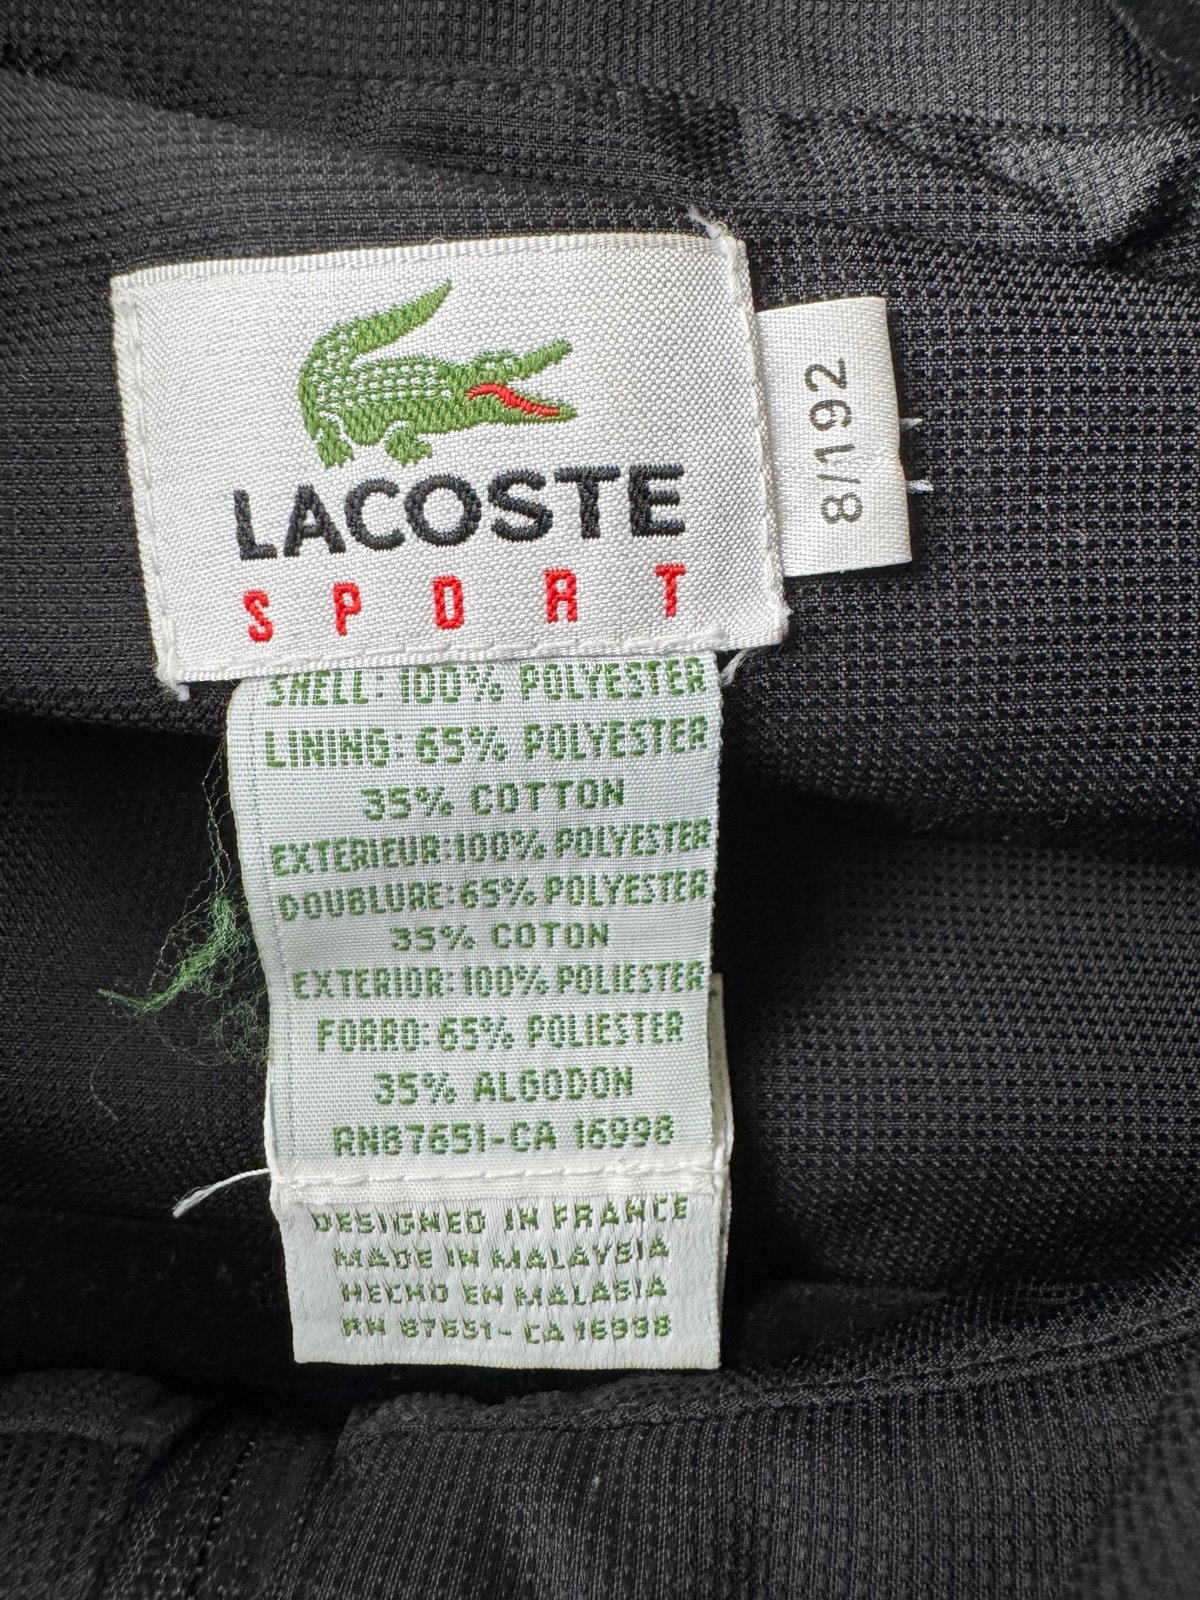 LACOSTE
SPORT
8/192
SHELL: 100% POLYESTER
LINING: 65% POLYESTER
35% COTTON
EXTERIEUR:100% POLYESTER
DOUBLURE:65% POLYESTER
35% COTON
EXTERIOR:100% POLIESTER
FORRO:65% POLIESTER
35% ALGODON
RN87651-CA 16998
DESIGNED IN FRANCE
MADE IN MALAYSIA
HECHO EN MALASIA
RN 87651- CA 16998